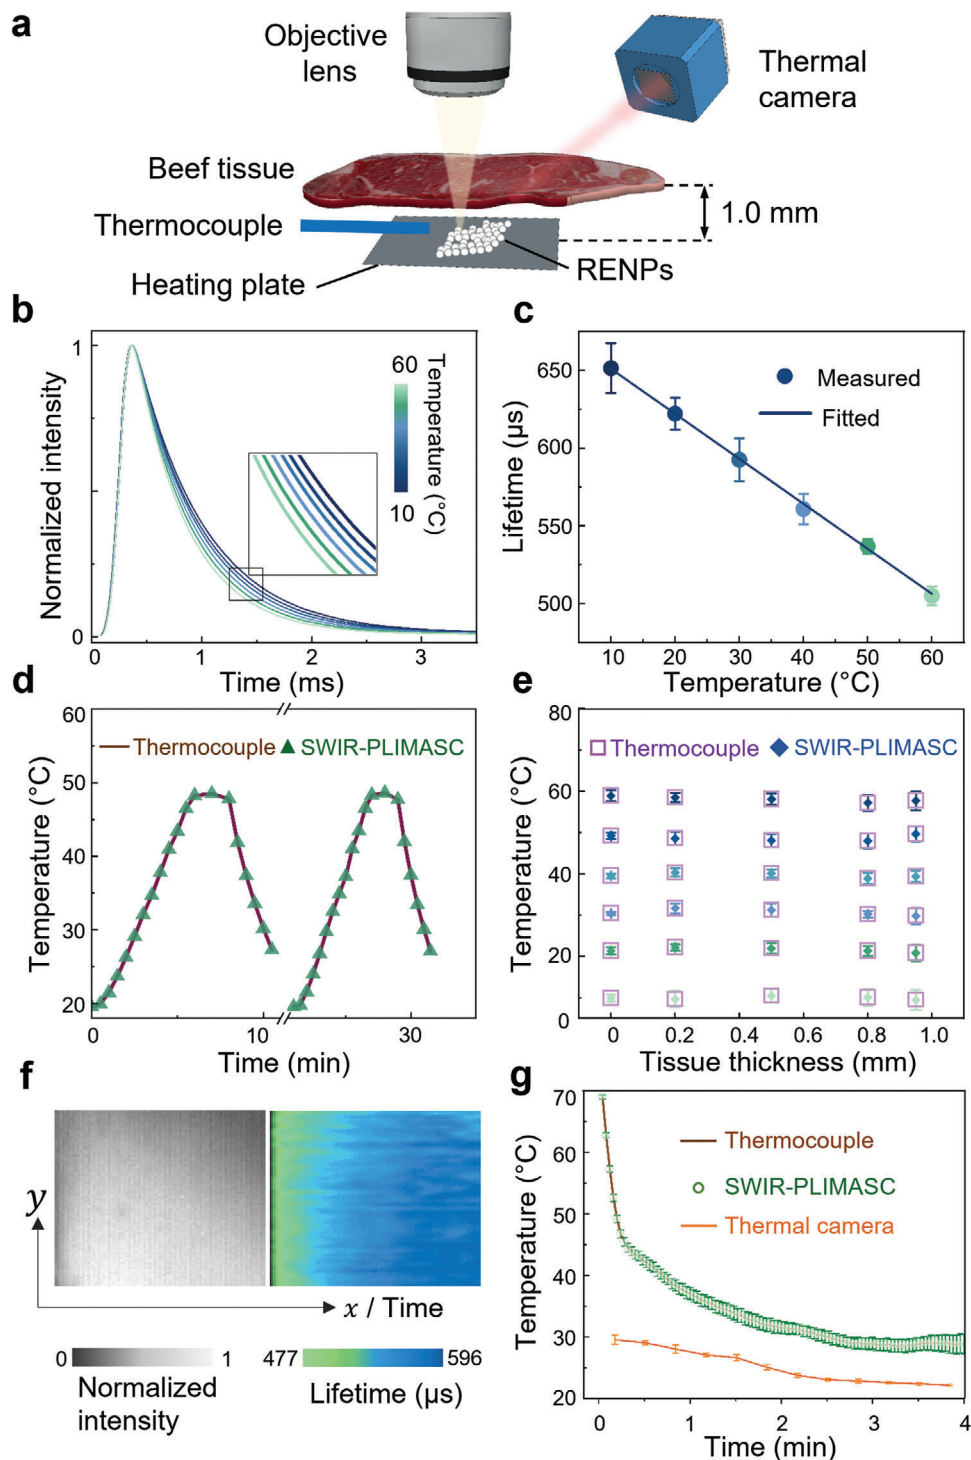 a
Objective
lens
Thermal
camera
Beef tissue
Thermocouple
1.0 mm
RENPs
Heating plate
b
1
Normalized intensity
0
60
Temperature
(°C)
10
0 1 2 3
Time (ms)
c
Lifetime (µs)
650
600
550
500
Measured
Fitted
10 20 30 40 50 60
Temperature (°C)
d
Temperature (°C)
60
50
40
30
20
Thermocouple SWIR-PLIMASC
0 10 30
Time (min)
e
Temperature (°C)
80
60
40
20
0
Thermocouple SWIR-PLIMASC
0 0.2 0.4 0.6 0.8 1.0
Tissue thickness (mm)
f
y
x / Time
0 1
Normalized
intensity
477 596
Lifetime (µs)
g
Temperature (°C)
70
60
50
40
30
20
Thermocouple
SWIR-PLIMASC
Thermal camera
0 1 2 3 4
Time (min)